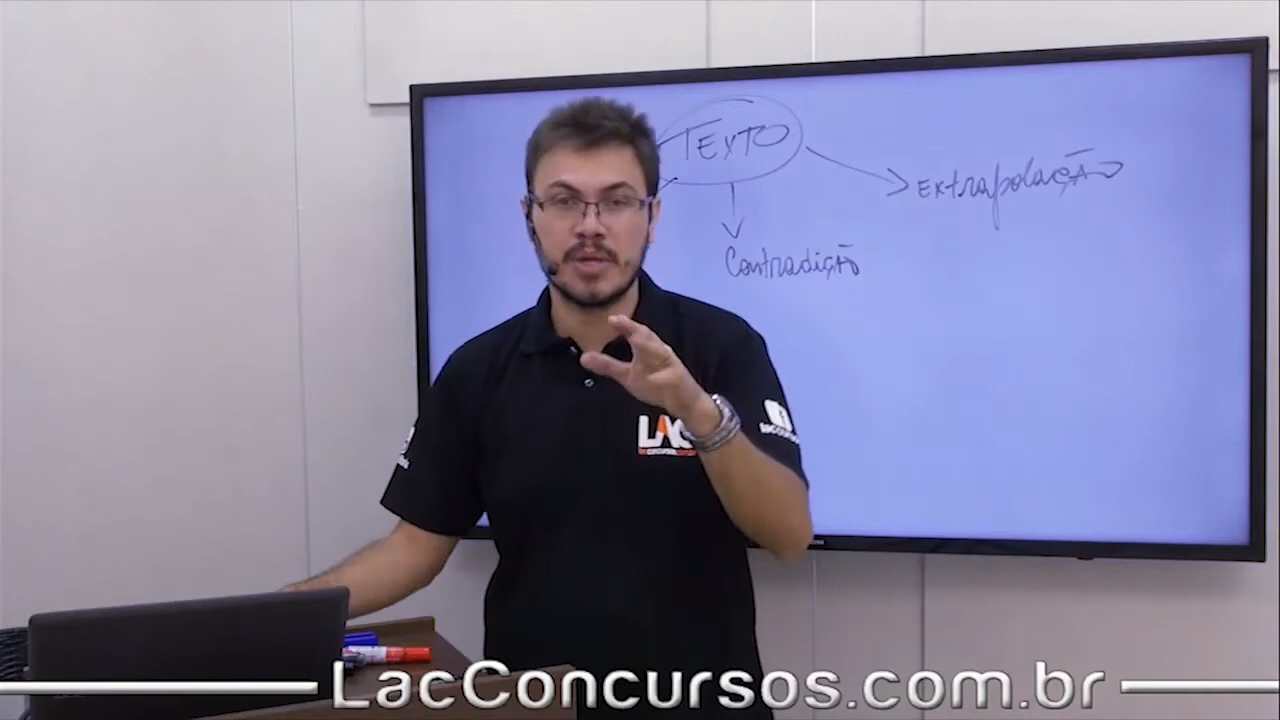 TEXTO
Extrapolação
Contradição
LAC
LacConcursos.com.br